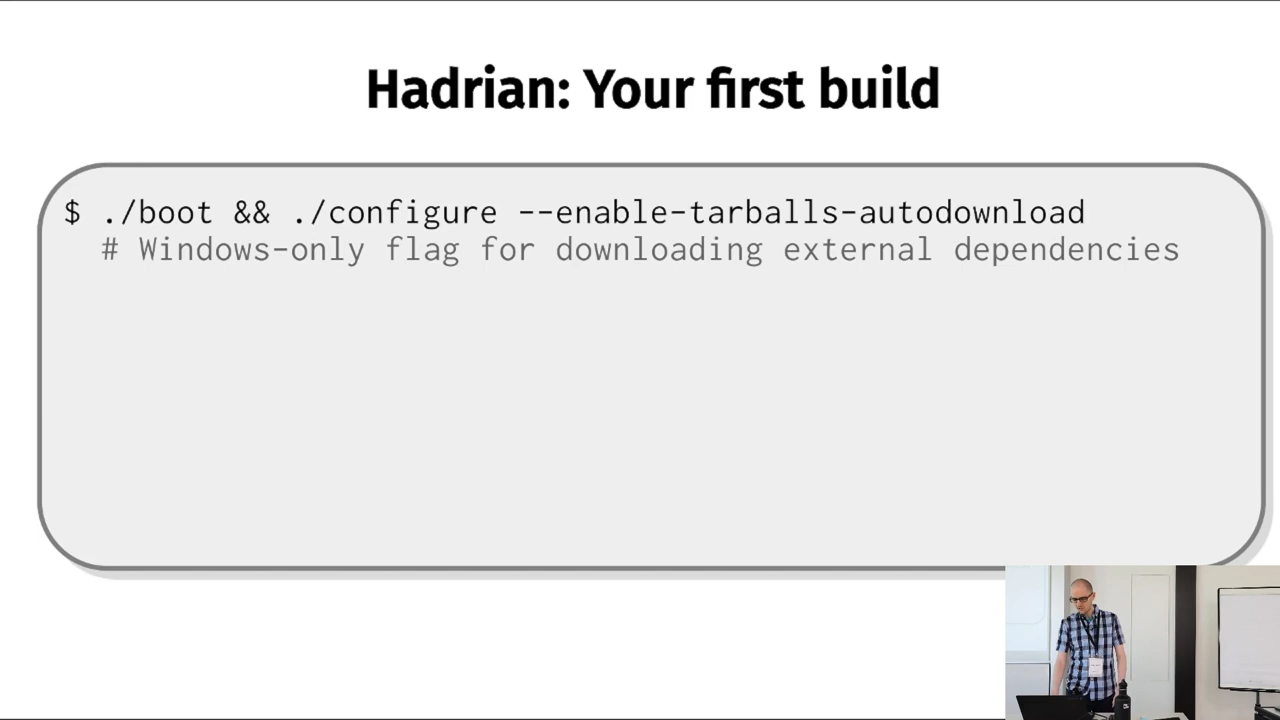 Hadrian: Your first build
$ ./boot && ./configure --enable-tarballs-autodownload
# Windows-only flag for downloading external dependencies